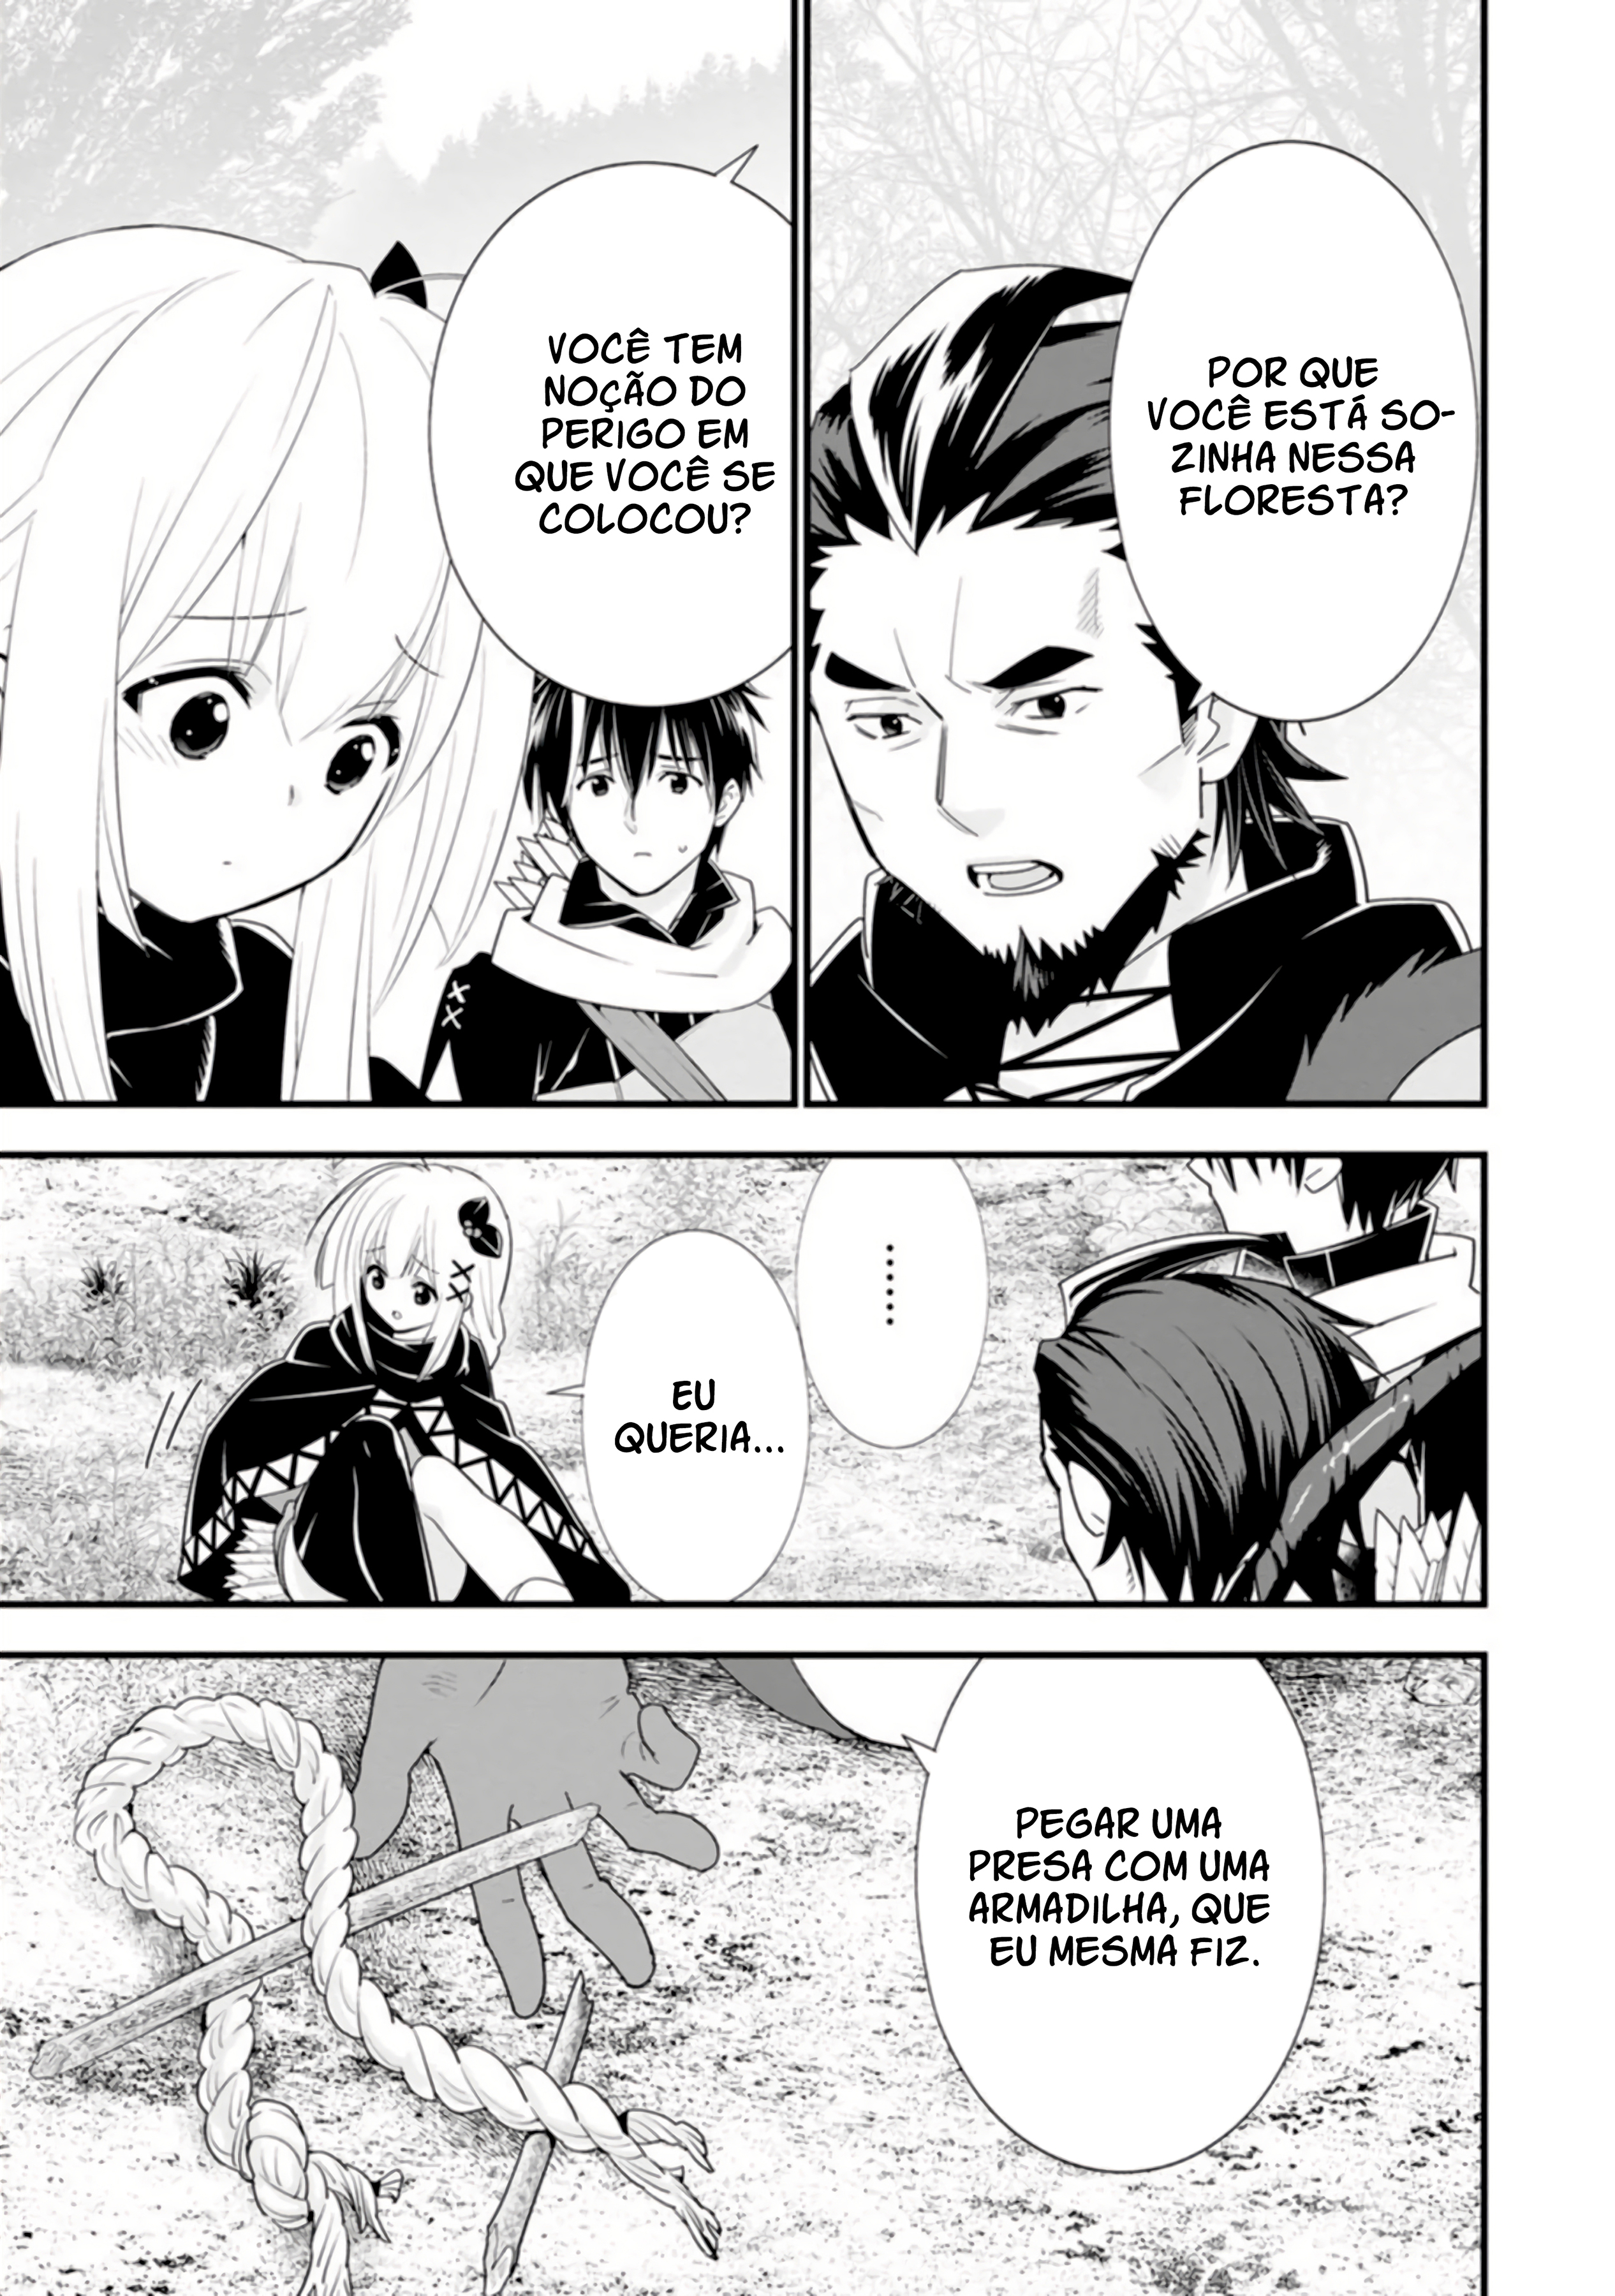 POR QUE
VOCÊ ESTÁ SO-
ZINHA NESSA
FLORESTA?
VOCÊ TEM
NOÇÃO DO
PERIGO EM
QUE VOCÊ SE
COLOCOU?
......
EU
QUERIA...
PEGAR UMA
PRESA COM UMA
ARMADILHA, QUE
EU MESMA FIZ.